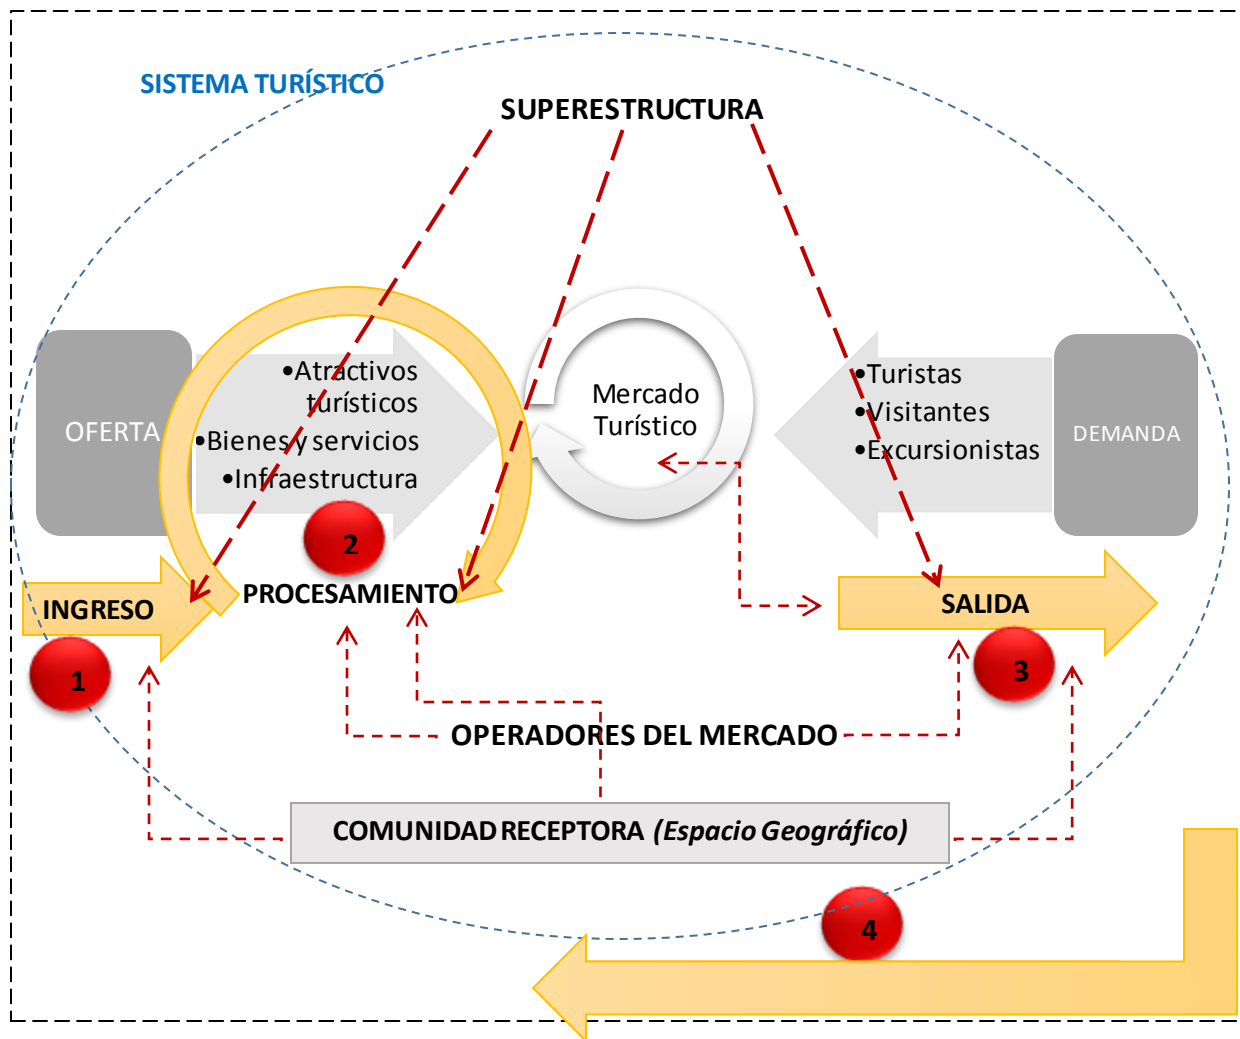 SISTEMA TURÍSTICO
SUPERESTRUCTURA
OFERTA
•Atractivos
turísticos
•Bienes y servicios
•Infraestructura
Mercado
Turístico
•Turistas
•Visitantes
•Excursionistas
DEMANDA
2
PROCESAMIENTO
INGRESO
1
SALIDA
3
OPERADORES DEL MERCADO
COMUNIDAD RECEPTORA (Espacio Geográfico)
4